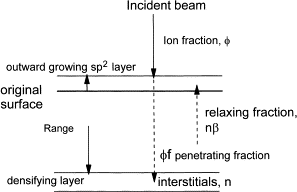 Incident beam
Ion fraction, ϕ
outward growing sp² layer
original
surface
relaxing fraction,
nβ
Range
ϕf penetrating fraction
densifying layer
interstitials, n